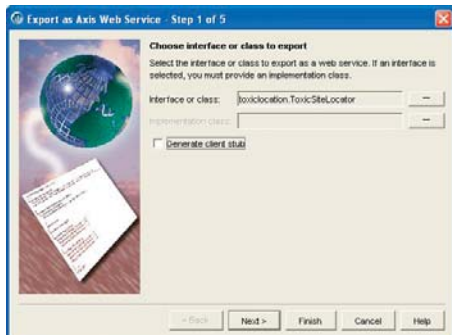 Export as Axis Web Service - Step 1 of 5
Choose interface or class to export
Select the interface or class to export as a web service. If an interface is
selected, you must provide an implementation class.
Interface or class: toxiclocation.ToxicSiteLocator ...
Implementation class: ...
Generate client stub
< Back Next > Finish Cancel Help